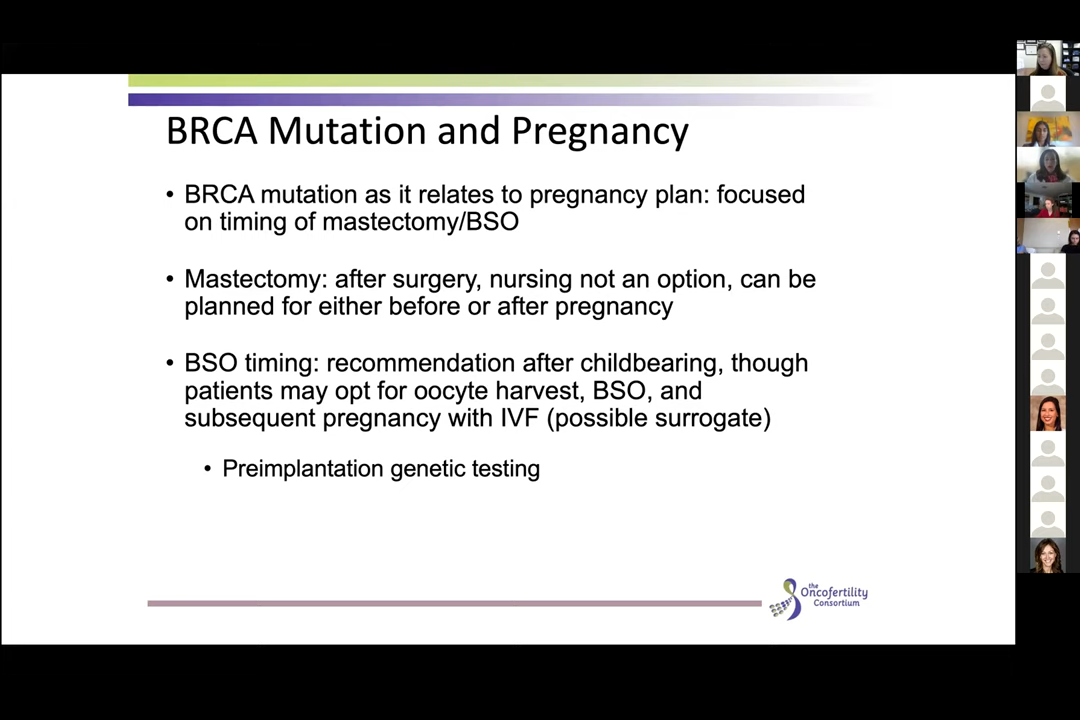 BRCA Mutation and Pregnancy
• BRCA mutation as it relates to pregnancy plan: focused
on timing of mastectomy/BSO
• Mastectomy: after surgery, nursing not an option, can be
planned for either before or after pregnancy
• BSO timing: recommendation after childbearing, though
patients may opt for oocyte harvest, BSO, and
subsequent pregnancy with IVF (possible surrogate)
• Preimplantation genetic testing
the
Oncofertility
Consortium